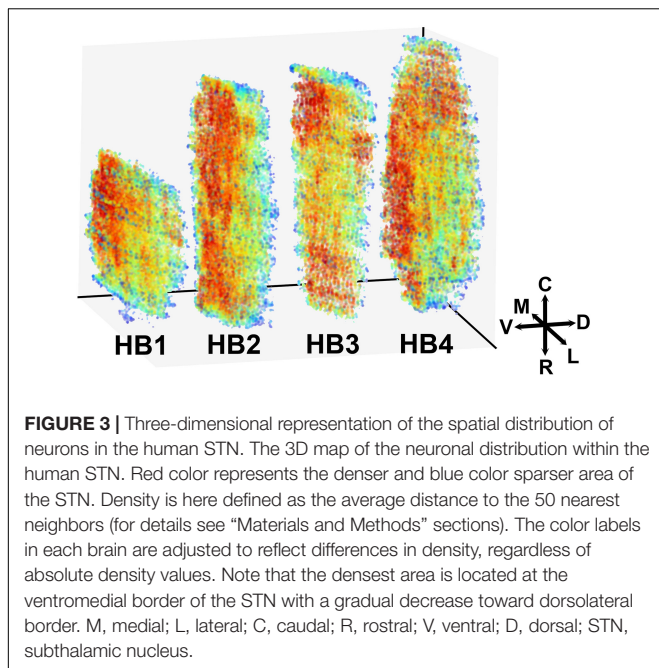 HB1 HB2 HB3 HB4
C
M
V D
L
R
FIGURE 3 | Three-dimensional representation of the spatial distribution of
neurons in the human STN. The 3D map of the neuronal distribution within the
human STN. Red color represents the denser and blue color sparser area of
the STN. Density is here defined as the average distance to the 50 nearest
neighbors (for details see “Materials and Methods” sections). The color labels
in each brain are adjusted to reflect differences in density, regardless of
absolute density values. Note that the densest area is located at the
ventromedial border of the STN with a gradual decrease toward dorsolateral
border. M, medial; L, lateral; C, caudal; R, rostral; V, ventral; D, dorsal; STN,
subthalamic nucleus.